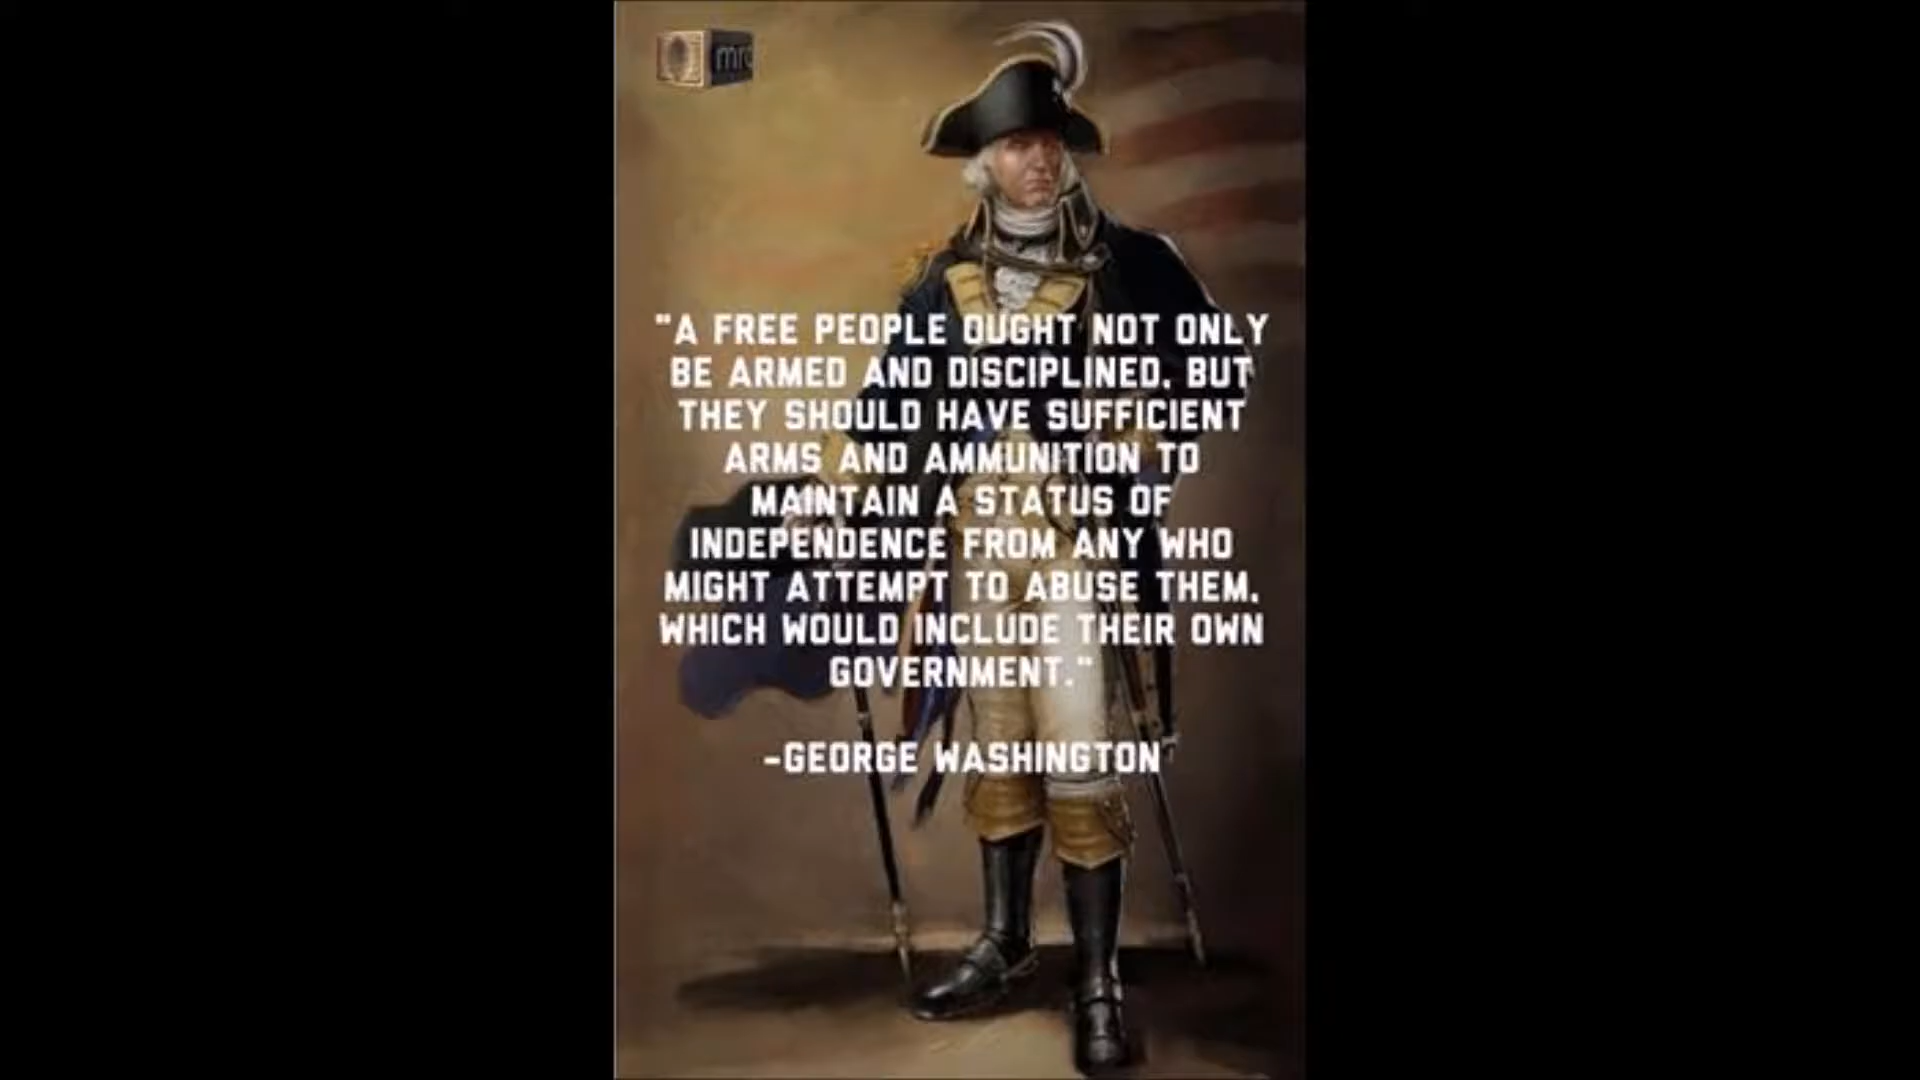 mrc
"A FREE PEOPLE OUGHT NOT ONLY
BE ARMED AND DISCIPLINED, BUT
THEY SHOULD HAVE SUFFICIENT
ARMS AND AMMUNITION TO
MAINTAIN A STATUS OF
INDEPENDENCE FROM ANY WHO
MIGHT ATTEMPT TO ABUSE THEM,
WHICH WOULD INCLUDE THEIR OWN
GOVERNMENT."
-GEORGE WASHINGTON